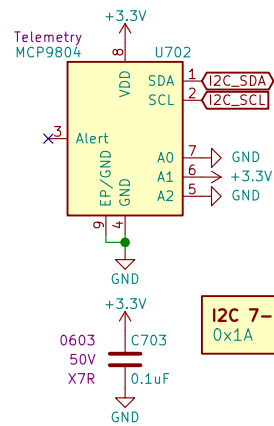 +3.3V
Telemetry
MCP9804 8 U702
VDD
SDA 1 I2C_SDA
SCL 2 I2C_SCL
3 Alert
A0 7 GND
A1 6 +3.3V
A2 5 GND
EP/GND
GND
9 4
GND
+3.3V
0603 C703
50V
X7R 0.1uF
GND
I2C 7-
0x1A